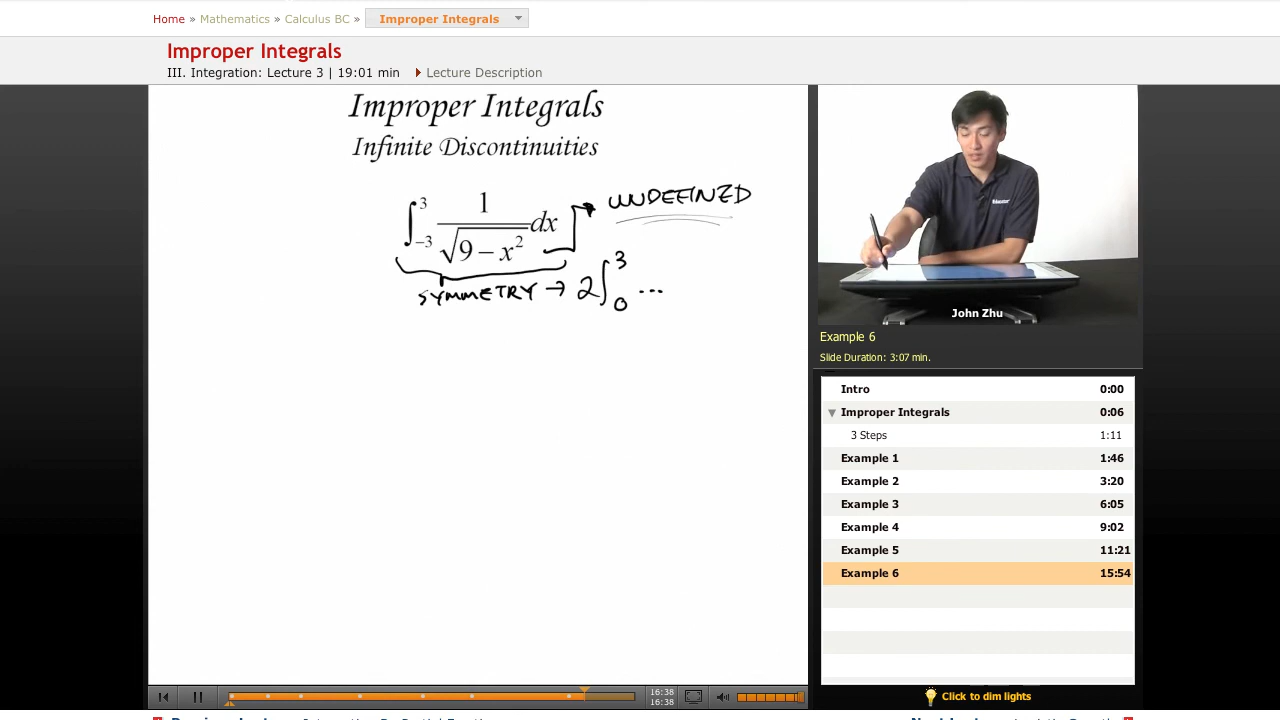 Home » Mathematics » Calculus BC » Improper Integrals
Improper Integrals
III. Integration: Lecture 3 | 19:01 min Lecture Description
Improper Integrals
Infinite Discontinuities
∫_{-3}^{3} 1/√(9 – x²) dx UNDEFINED
SYMMETRY → 2∫_{0}^{3} ...
Educator
John Zhu
Example 6
Slide Duration: 3:07 min.
Intro 0:00
Improper Integrals 0:06
3 Steps 1:11
Example 1 1:46
Example 2 3:20
Example 3 6:05
Example 4 9:02
Example 5 11:21
Example 6 15:54
16:38
16:38
Click to dim lights